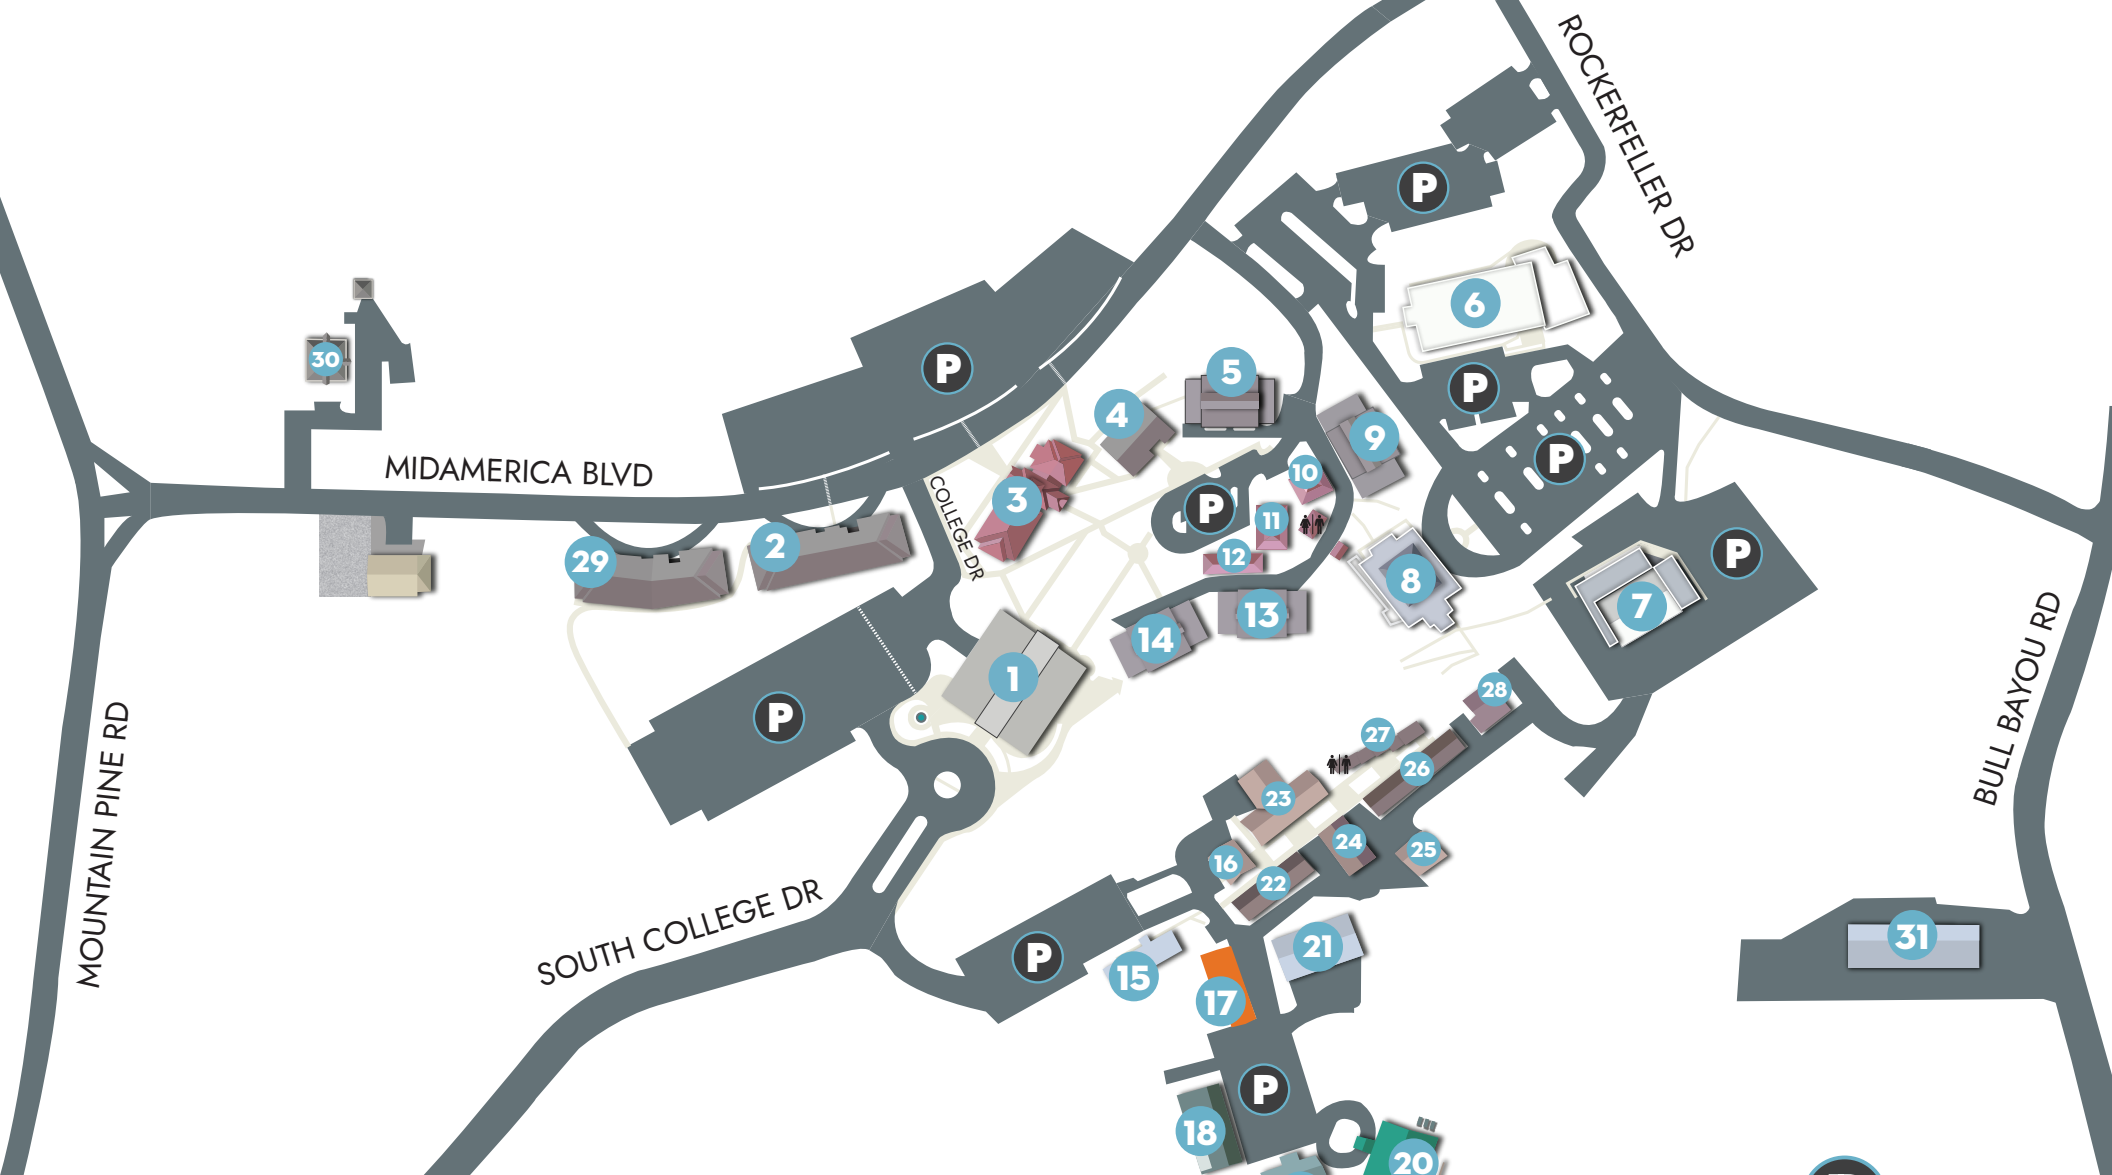 ROCKERFELLER DR
P
6
30
P
5
4
P
9
MIDAMERICA BLVD
P
10
3
COLLEGE DR
P
11
2
29
12
P
8
7
13
14
1
28
P
27
26
23
BULL BAYOU RD
MOUNTAIN PINE RD
24
25
16
22
SOUTH COLLEGE DR
31
21
P
15
17
P
18
20